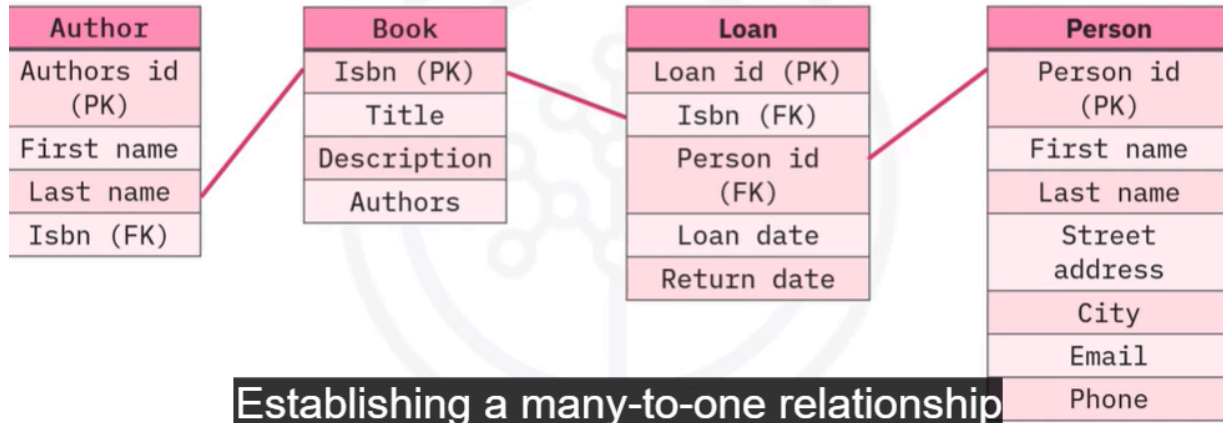 Author
Authors id
(PK)
First name
Last name
Isbn (FK)
Book
Isbn (PK)
Title
Description
Authors
Loan
Loan id (PK)
Isbn (FK)
Person id
(FK)
Loan date
Return date
Person
Person id
(PK)
First name
Last name
Street
address
City
Email
Phone
Establishing a many-to-one relationship